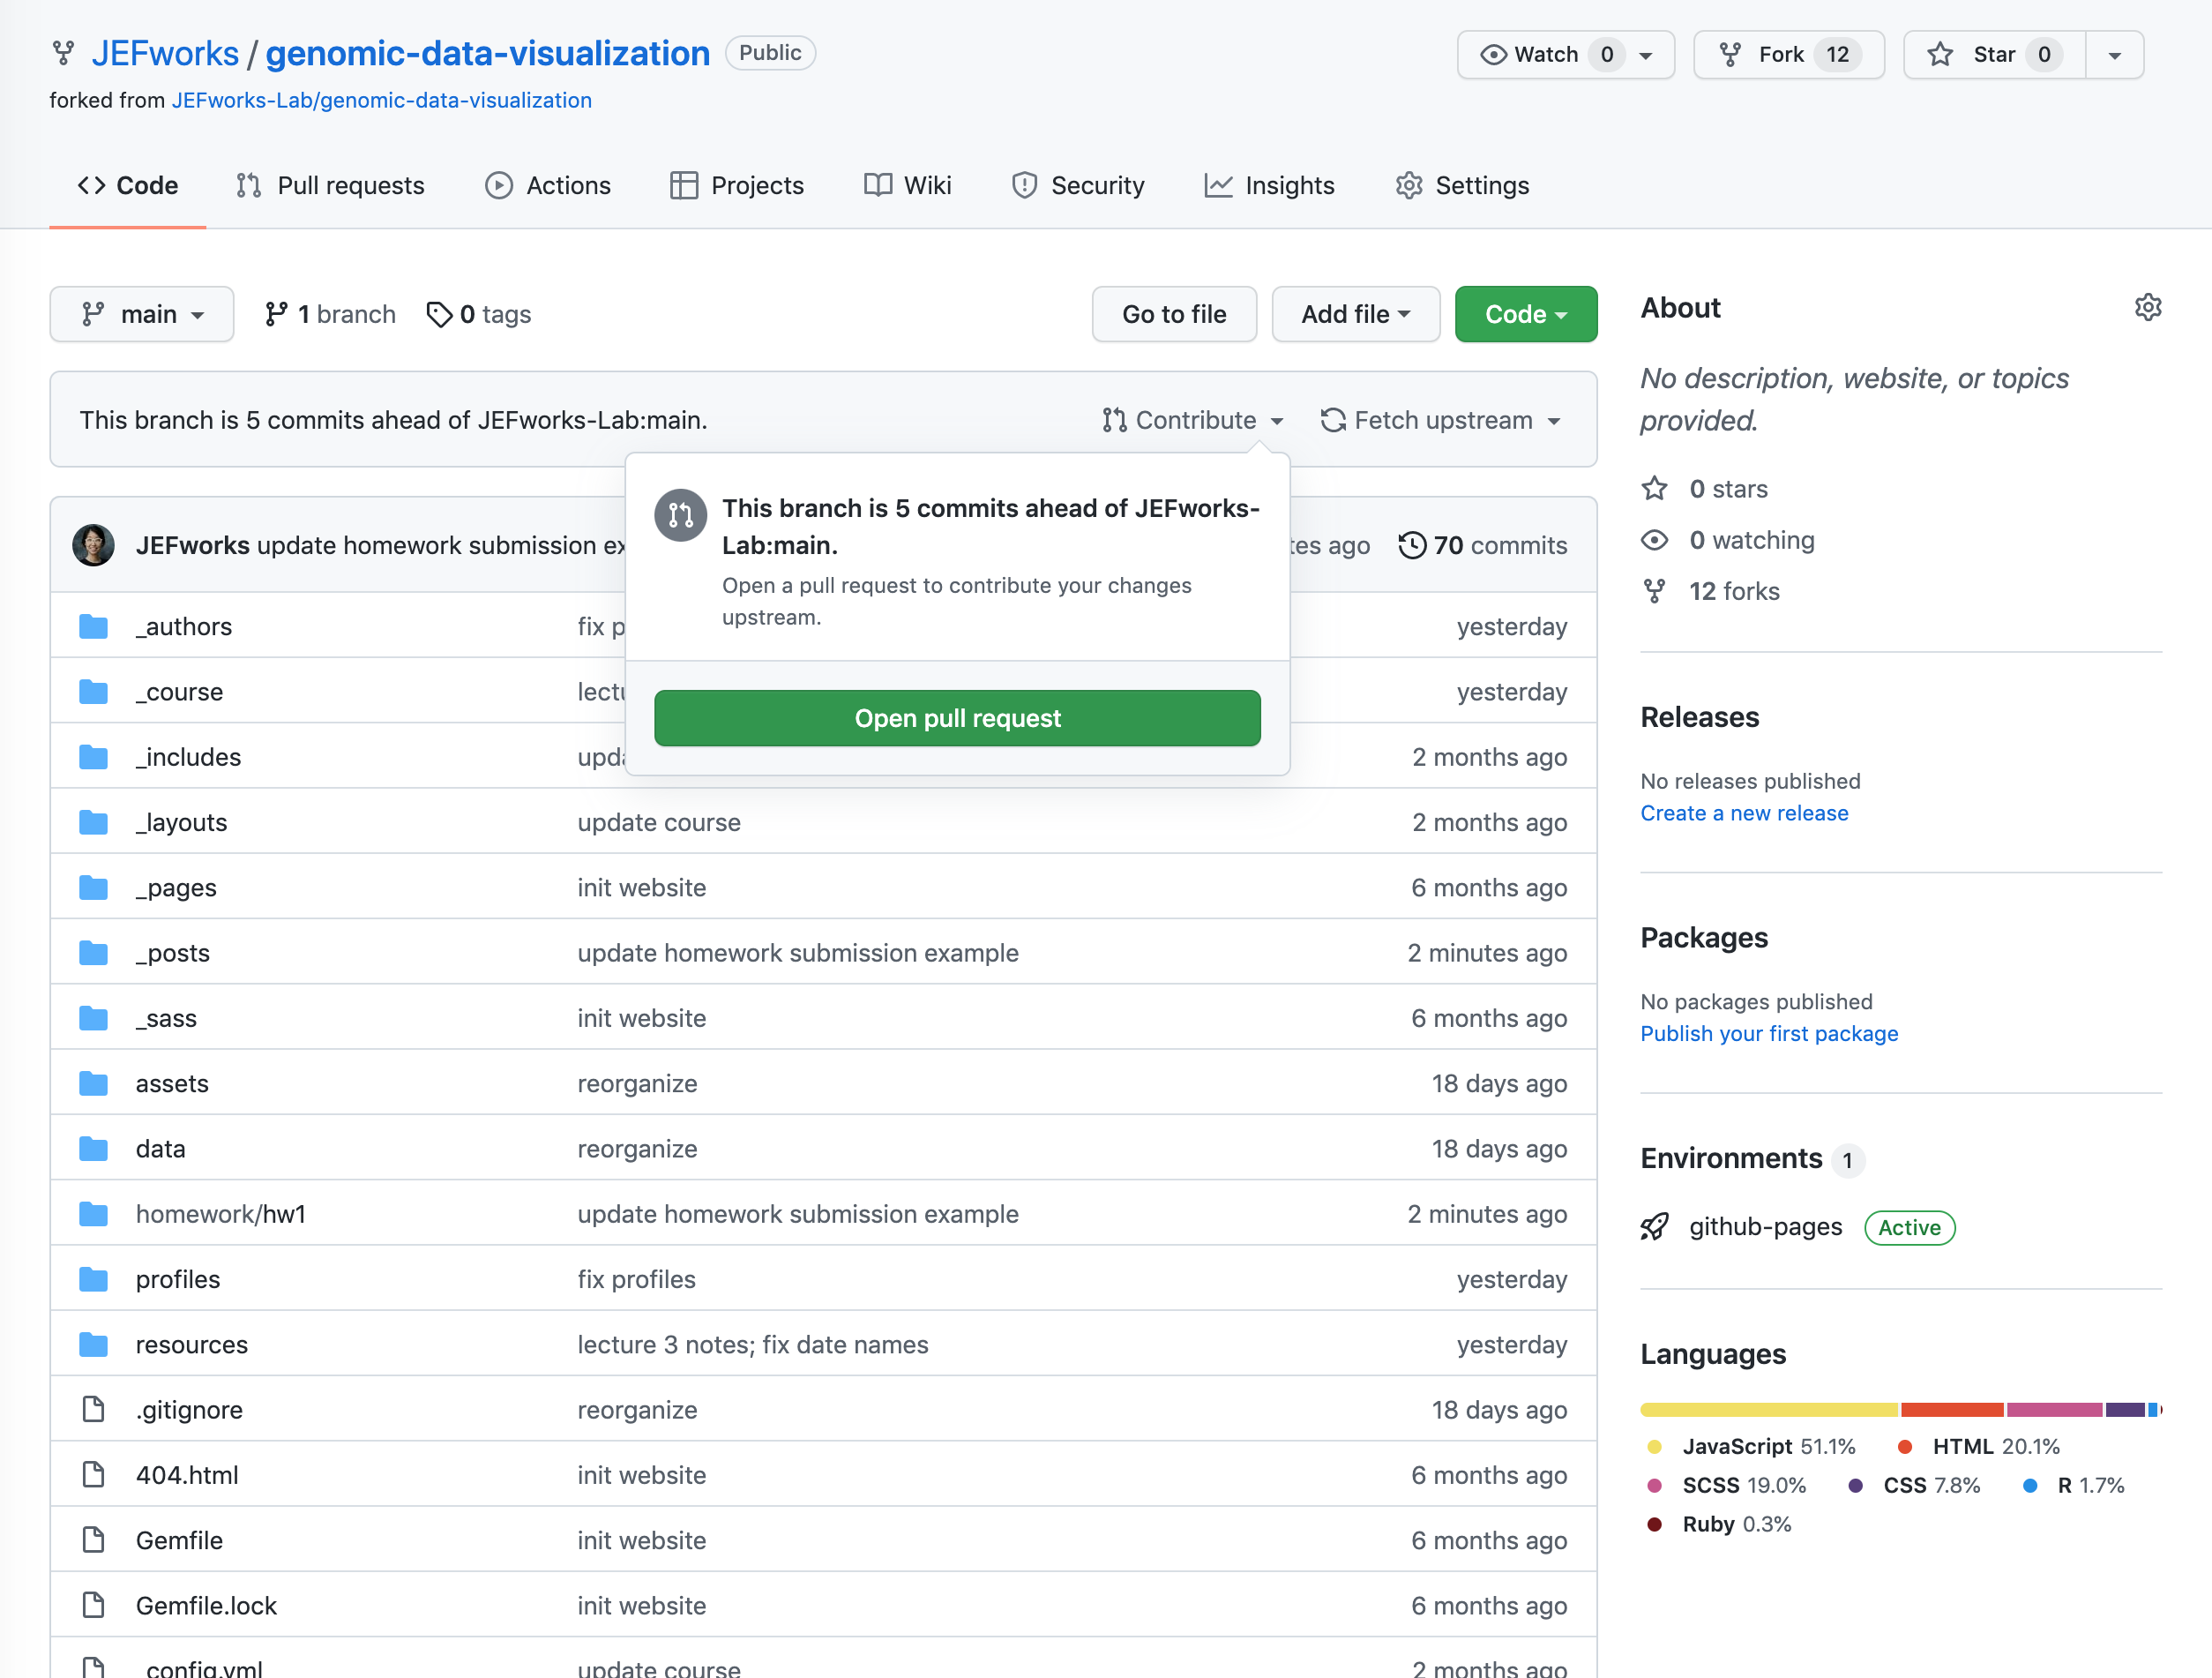 JEFworks / genomic-data-visualization Public
Watch 0 Fork 12 Star 0
forked from JEFworks-Lab/genomic-data-visualization
Code Pull requests Actions Projects Wiki Security Insights Settings
main 1 branch 0 tags Go to file Add file Code
This branch is 5 commits ahead of JEFworks-Lab:main. Contribute Fetch upstream
This branch is 5 commits ahead of JEFworks-
Lab:main.
Open a pull request to contribute your changes
upstream.
Open pull request
JEFworks update homework submission ago 70 commits
_authors fix yesterday
_course yesterday
_includes 2 months ago
_layouts update course 2 months ago
_pages init website 6 months ago
_posts update homework submission example 2 minutes ago
_sass init website 6 months ago
assets reorganize 18 days ago
data reorganize 18 days ago
homework/hw1 update homework submission example 2 minutes ago
profiles fix profiles yesterday
resources lecture 3 notes; fix date names yesterday
.gitignore reorganize 18 days ago
404.html init website 6 months ago
Gemfile init website 6 months ago
Gemfile.lock init website 6 months ago
_config.yml update course 2 months ago
About
No description, website, or topics
provided.
0 stars
0 watching
12 forks
Releases
No releases published
Create a new release
Packages
No packages published
Publish your first package
Environments 1
github-pages Active
Languages
JavaScript 51.1% HTML 20.1%
SCSS 19.0% CSS 7.8% R 1.7%
Ruby 0.3%